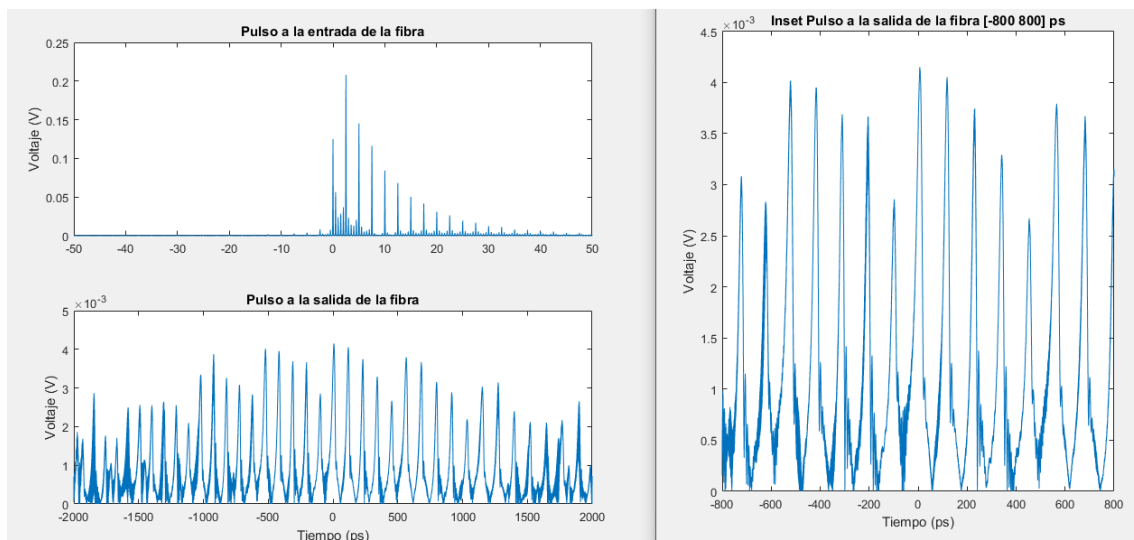 Pulso a la entrada de la fibra
0.25
0.2
0.15
0.1
0.05
0
Voltaje (V)
-50 -40 -30 -20 -10 0 10 20 30 40 50
Pulso a la salida de la fibra
×10-3
5
4
3
2
1
0
Voltaje (V)
-2000 -1500 -1000 -500 0 500 1000 1500 2000
Tiempo (ps)
Inset Pulso a la salida de la fibra [-800 800] ps
×10-3
4.5
4
3.5
3
2.5
2
1.5
1
0.5
0
Voltaje (V)
-800 -600 -400 -200 0 200 400 600 800
Tiempo (ps)